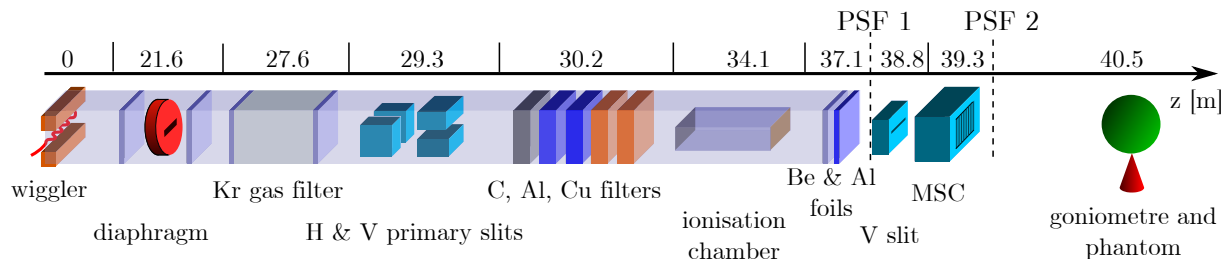 PSF 1 PSF 2
0 21.6 27.6 29.3 30.2 34.1 37.1 38.8 39.3 40.5
z [m]
wiggler
diaphragm
Kr gas filter
H & V primary slits
C, Al, Cu filters
ionisation
chamber
Be & Al
foils
V slit
MSC
goniometre and
phantom